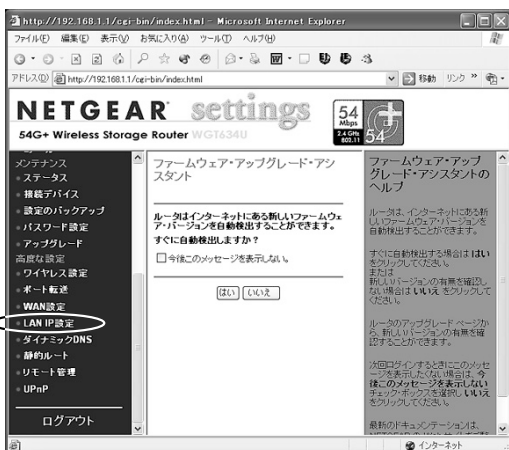 http://192.168.1.1/cgi-bin/index.html - Microsoft Internet Explorer
ファイル(F) 編集(E) 表示(V) お気に入り(A) ツール(T) ヘルプ(H)
アドレス(D) http://192.168.1.1/cgi-bin/index.html 移動 リンク »
NETGEAR settings
54 Mbps
2.4 GHz
802.11
54
54G+ Wireless Storage Router WGT634U
メンテナンス
ステータス
接続デバイス
設定のバックアップ
パスワード設定
アップグレード
高度な設定
ワイヤレス設定
ポート転送
WAN設定
LAN IP設定
ダイナミックDNS
静的ルート
リモート管理
UPnP
ログアウト
ファームウェア・アップグレード・アシ
スタント
ルータはインターネットにある新しいファームウェ
ア・バージョンを自動検出することができます。
すぐに自動検出しますか？
今後このメッセージを表示しない。
はい いいえ
ファームウェア・アップ
グレード・アシスタントの
ヘルプ
ルータは、インターネットにある新
しいファームウェア・バージョンを
自動検出することができます。
すぐに自動検出する場合は はい
をクリックしてください。
または
新しいバージョンの有無を確認し
ない場合は いいえ をクリックして
ください。
ルータのアップグレード ページか
ら、新しいバージョンの有無を確
認することができます。
次回ログインするときにこのメッセ
ージを表示したくない場合は、今
後このメッセージを表示しない
チェック・ボックスを選択し いいえ
をクリックしてください。
最新のドキュメンテーションは、
インターネット